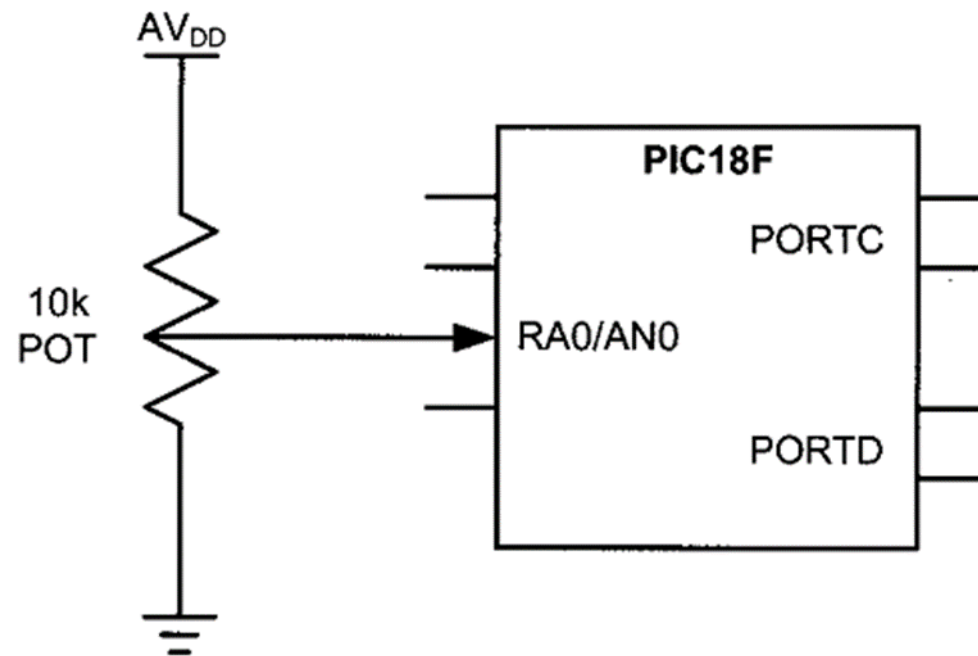 AVDD
PIC18F
PORTC
10k
POT
RA0/AN0
PORTD